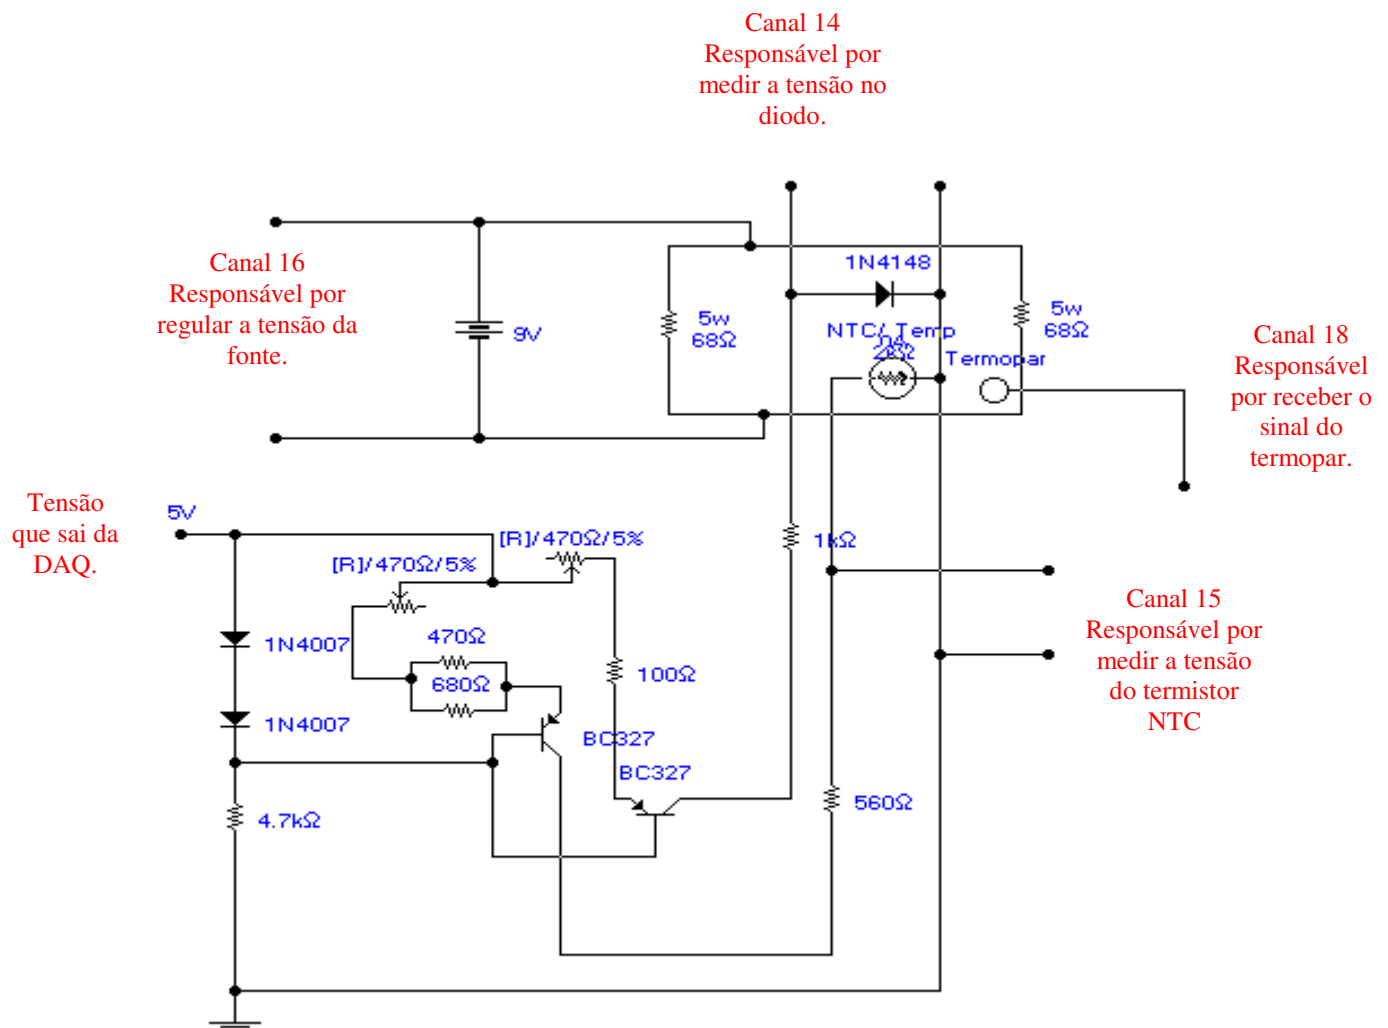 Canal 14
Responsável por
medir a tensão no
diodo.
Canal 16
Responsável por
regular a tensão da
fonte.
9V
5w
68Ω
1N4148
NTC/ Temp
2kΩ
Termopar
5w
68Ω
Canal 18
Responsável
por receber o
sinal do
termopar.
Tensão
que sai da
DAQ.
5V
[R]/470Ω/5%
[R]/470Ω/5%
1kΩ
1N4007
470Ω
680Ω
100Ω
1N4007
BC327
BC327
4.7kΩ
560Ω
Canal 15
Responsável por
medir a tensão
do termistor
NTC